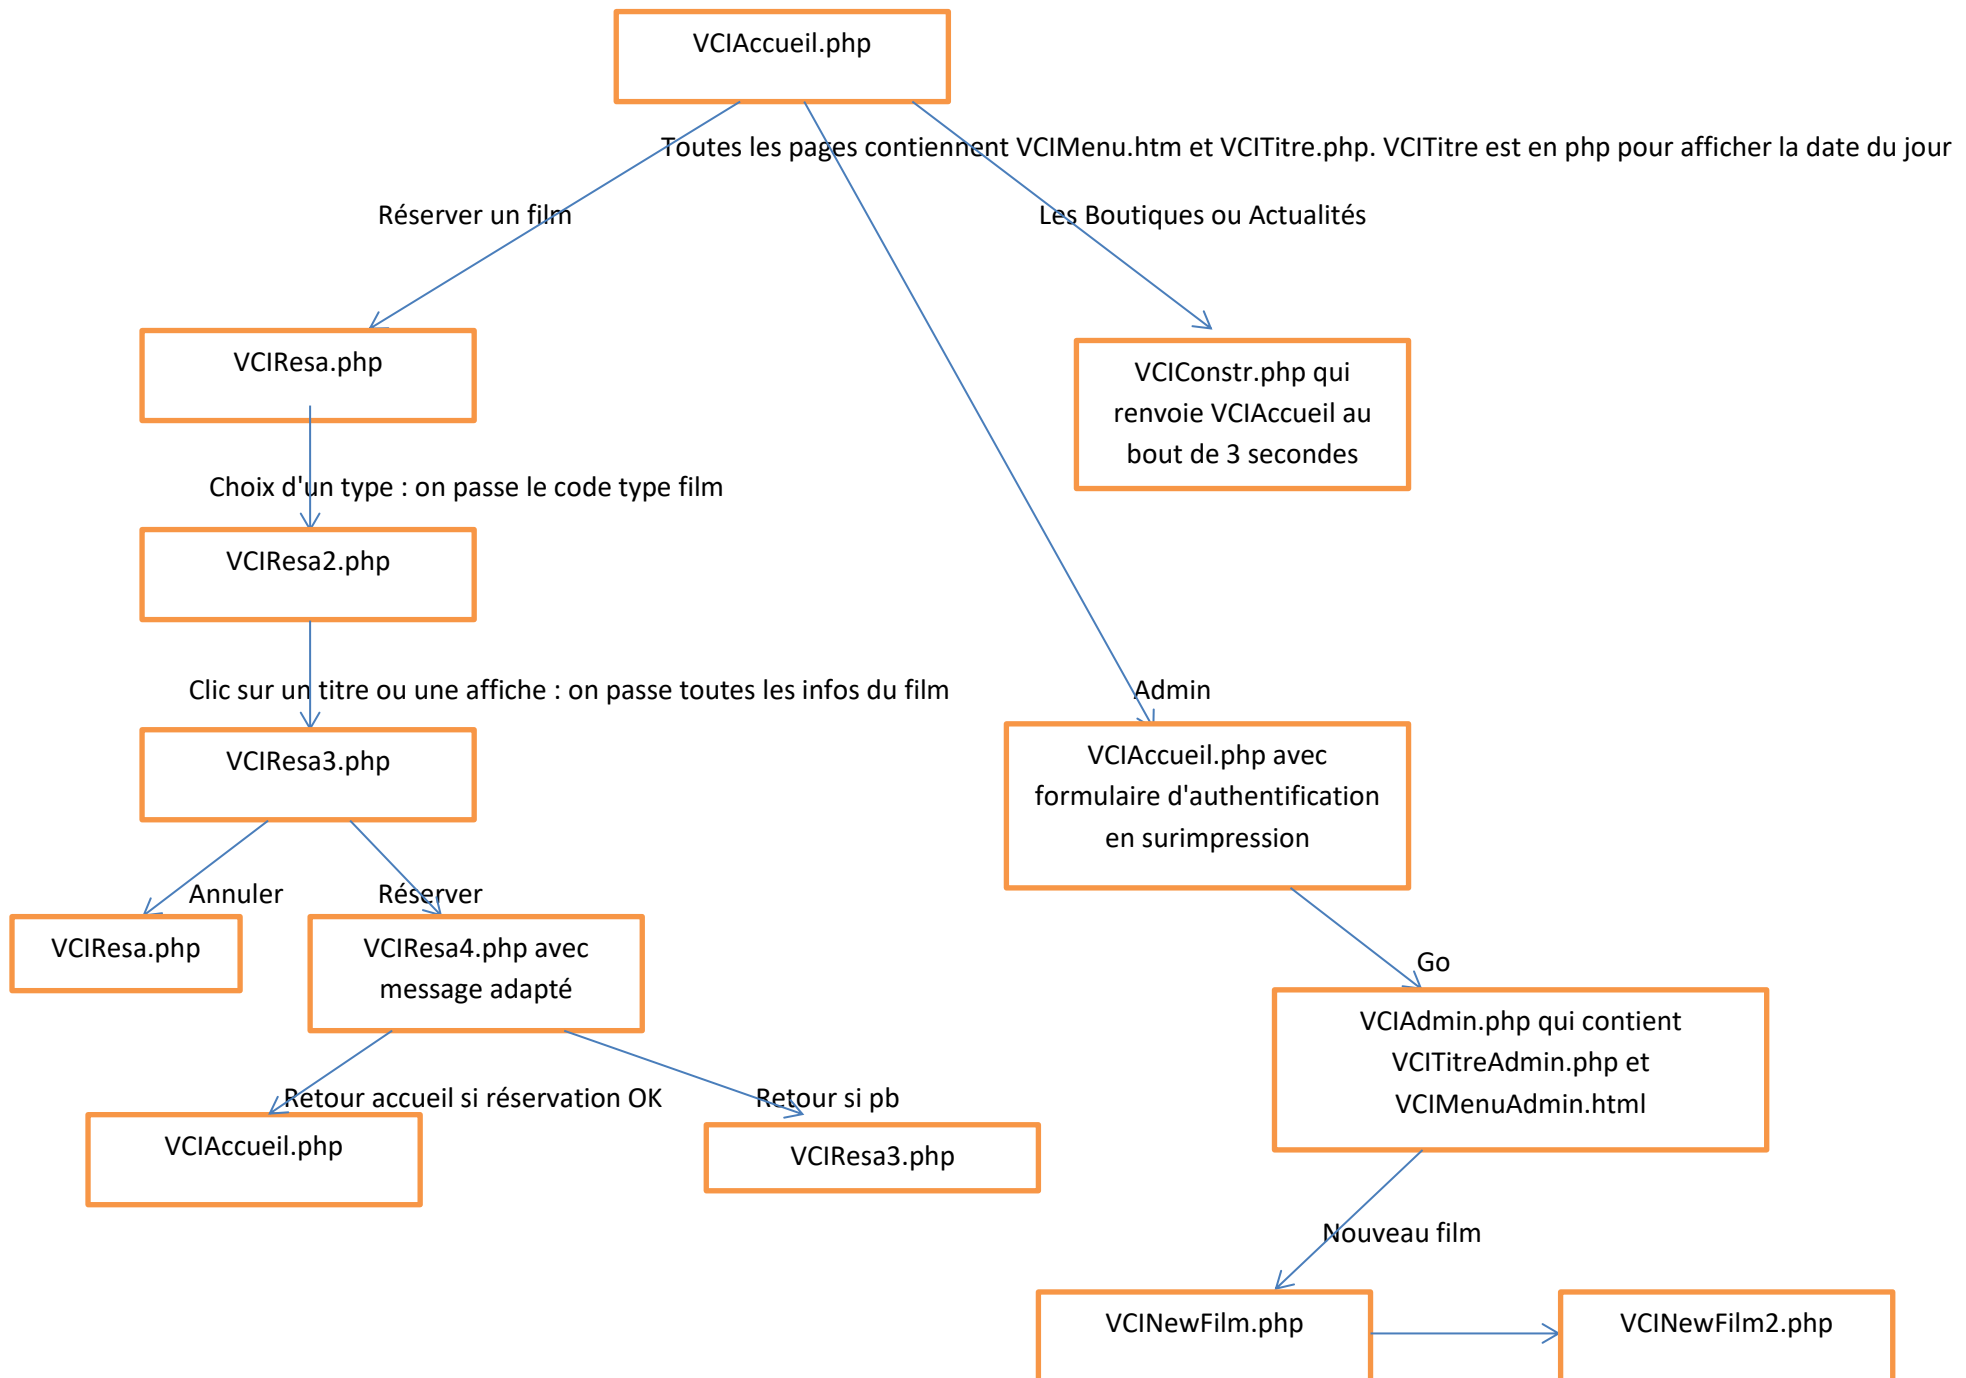 VCIAccueil.php
Toutes les pages contiennent VCIMenu.htm et VCITitre.php. VCITitre est en php pour afficher la date du jour
Réserver un film
Les Boutiques ou Actualités
VCIResa.php
VCIConstr.php qui
renvoie VCIAccueil au
bout de 3 secondes
Choix d'un type : on passe le code type film
VCIResa2.php
Clic sur un titre ou une affiche : on passe toutes les infos du film
Admin
VCIResa3.php
VCIAccueil.php avec
formulaire d'authentification
en surimpression
Annuler
Réserver
VCIResa.php
VCIResa4.php avec
message adapté
Go
VCIAdmin.php qui contient
VCITitreAdmin.php et
VCIMenuAdmin.html
Retour accueil si réservation OK
Retour si pb
VCIAccueil.php
VCIResa3.php
Nouveau film
VCINewFilm.php
VCINewFilm2.php